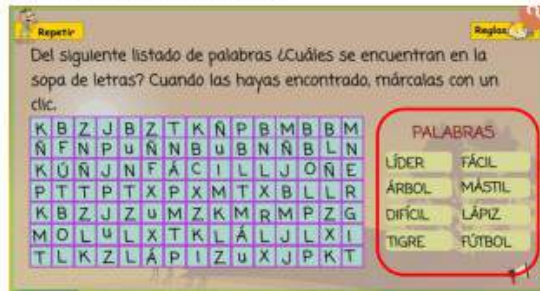 Repetir
Reglas
Del siguiente listado de palabras ¿Cuáles se encuentran en la
sopa de letras? Cuando las hayas encontrado, márcalas con un
clic.
K B Z J B Z T K Ñ P B M B B M
Ñ F N P U Ñ N B U B N Ñ B L N
K Ú Ñ J N F Á C I L L J O Ñ E
P T T P T X P X M T X B L L R
K B Z J Z U M Z K M R M P Z G
M O L U L X T K L Á L J L X I
T L K Z L Á P I Z U X J P K T
PALABRAS
LÍDER FÁCIL
ÁRBOL MÁSTIL
DIFÍCIL LÁPIZ
TIGRE FÚTBOL